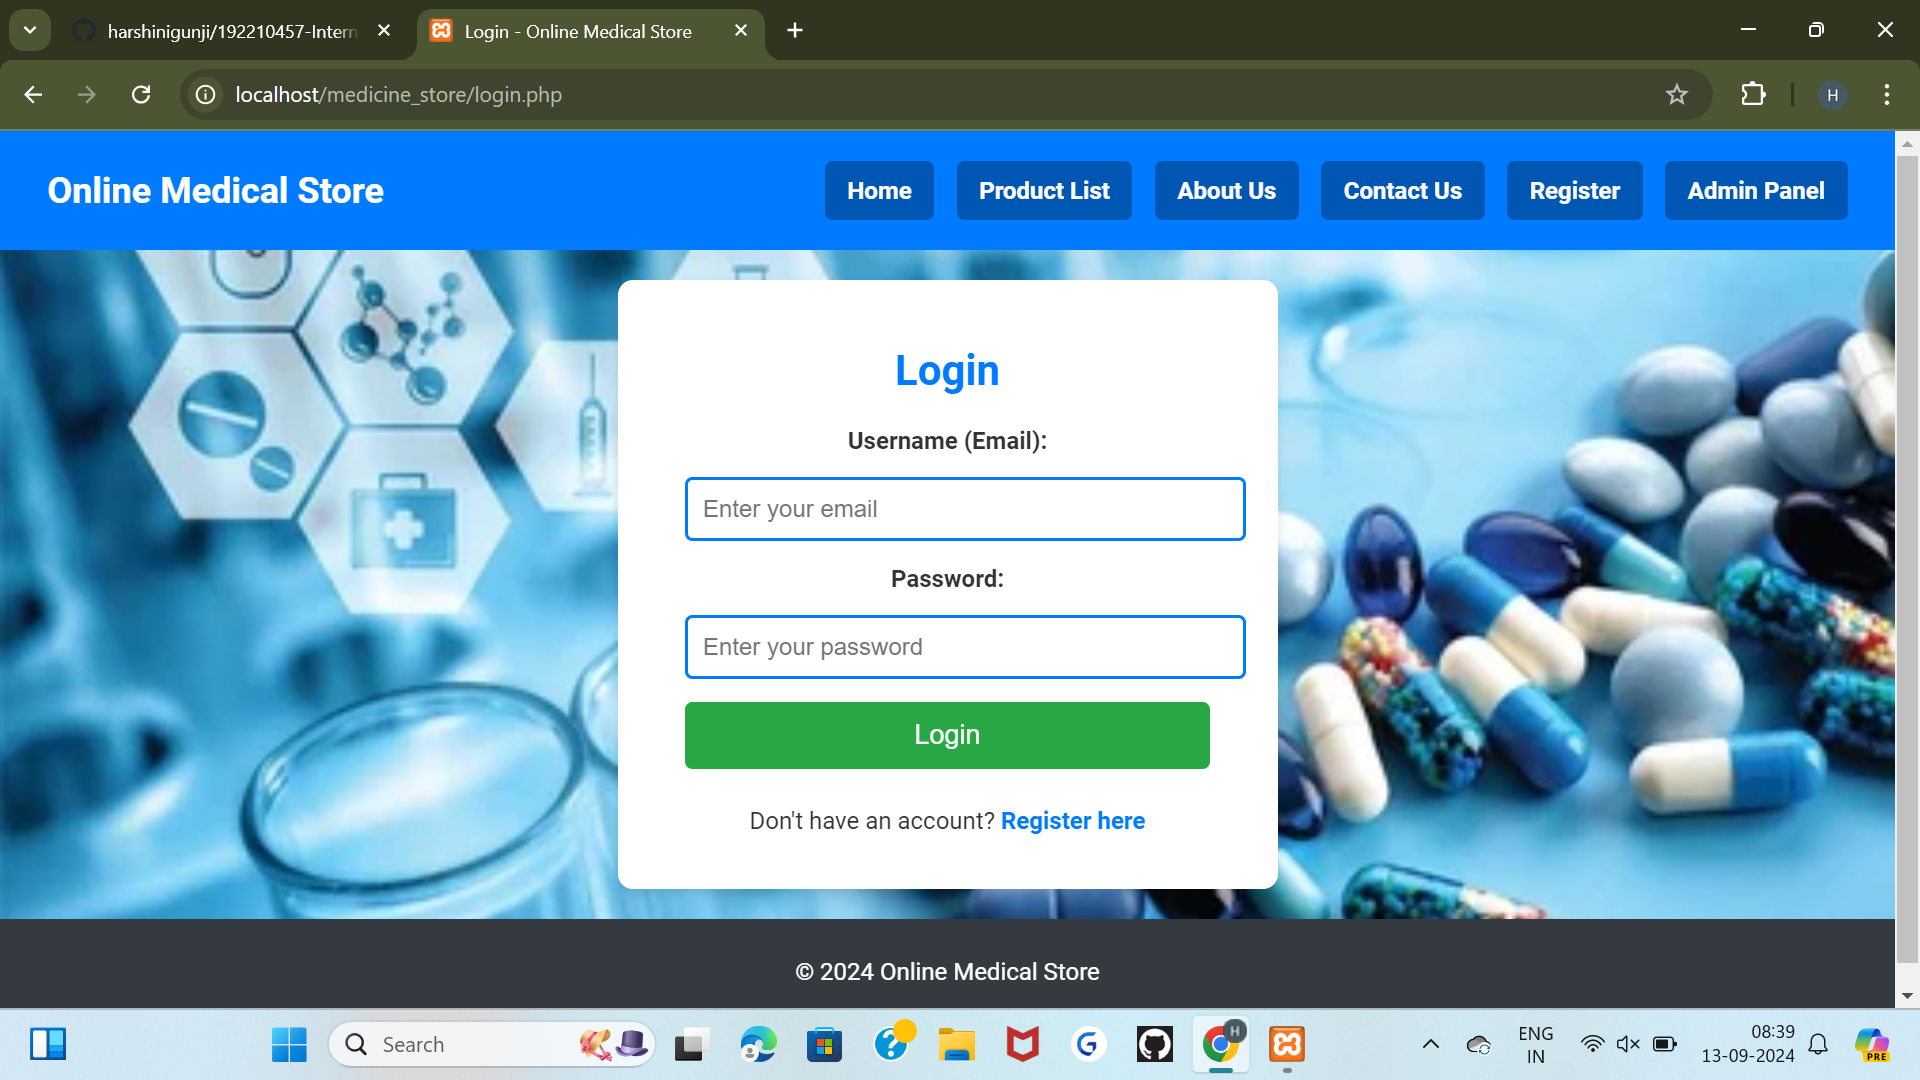 harshinigunji/192210457-Intern
Login - Online Medical Store
localhost/medicine_store/login.php
H
Online Medical Store
Home
Product List
About Us
Contact Us
Register
Admin Panel
Login
Username (Email):
Enter your email
Password:
Enter your password
Login
Don't have an account? Register here
© 2024 Online Medical Store
Search
H
ENG
IN
08:39
13-09-2024
PRE